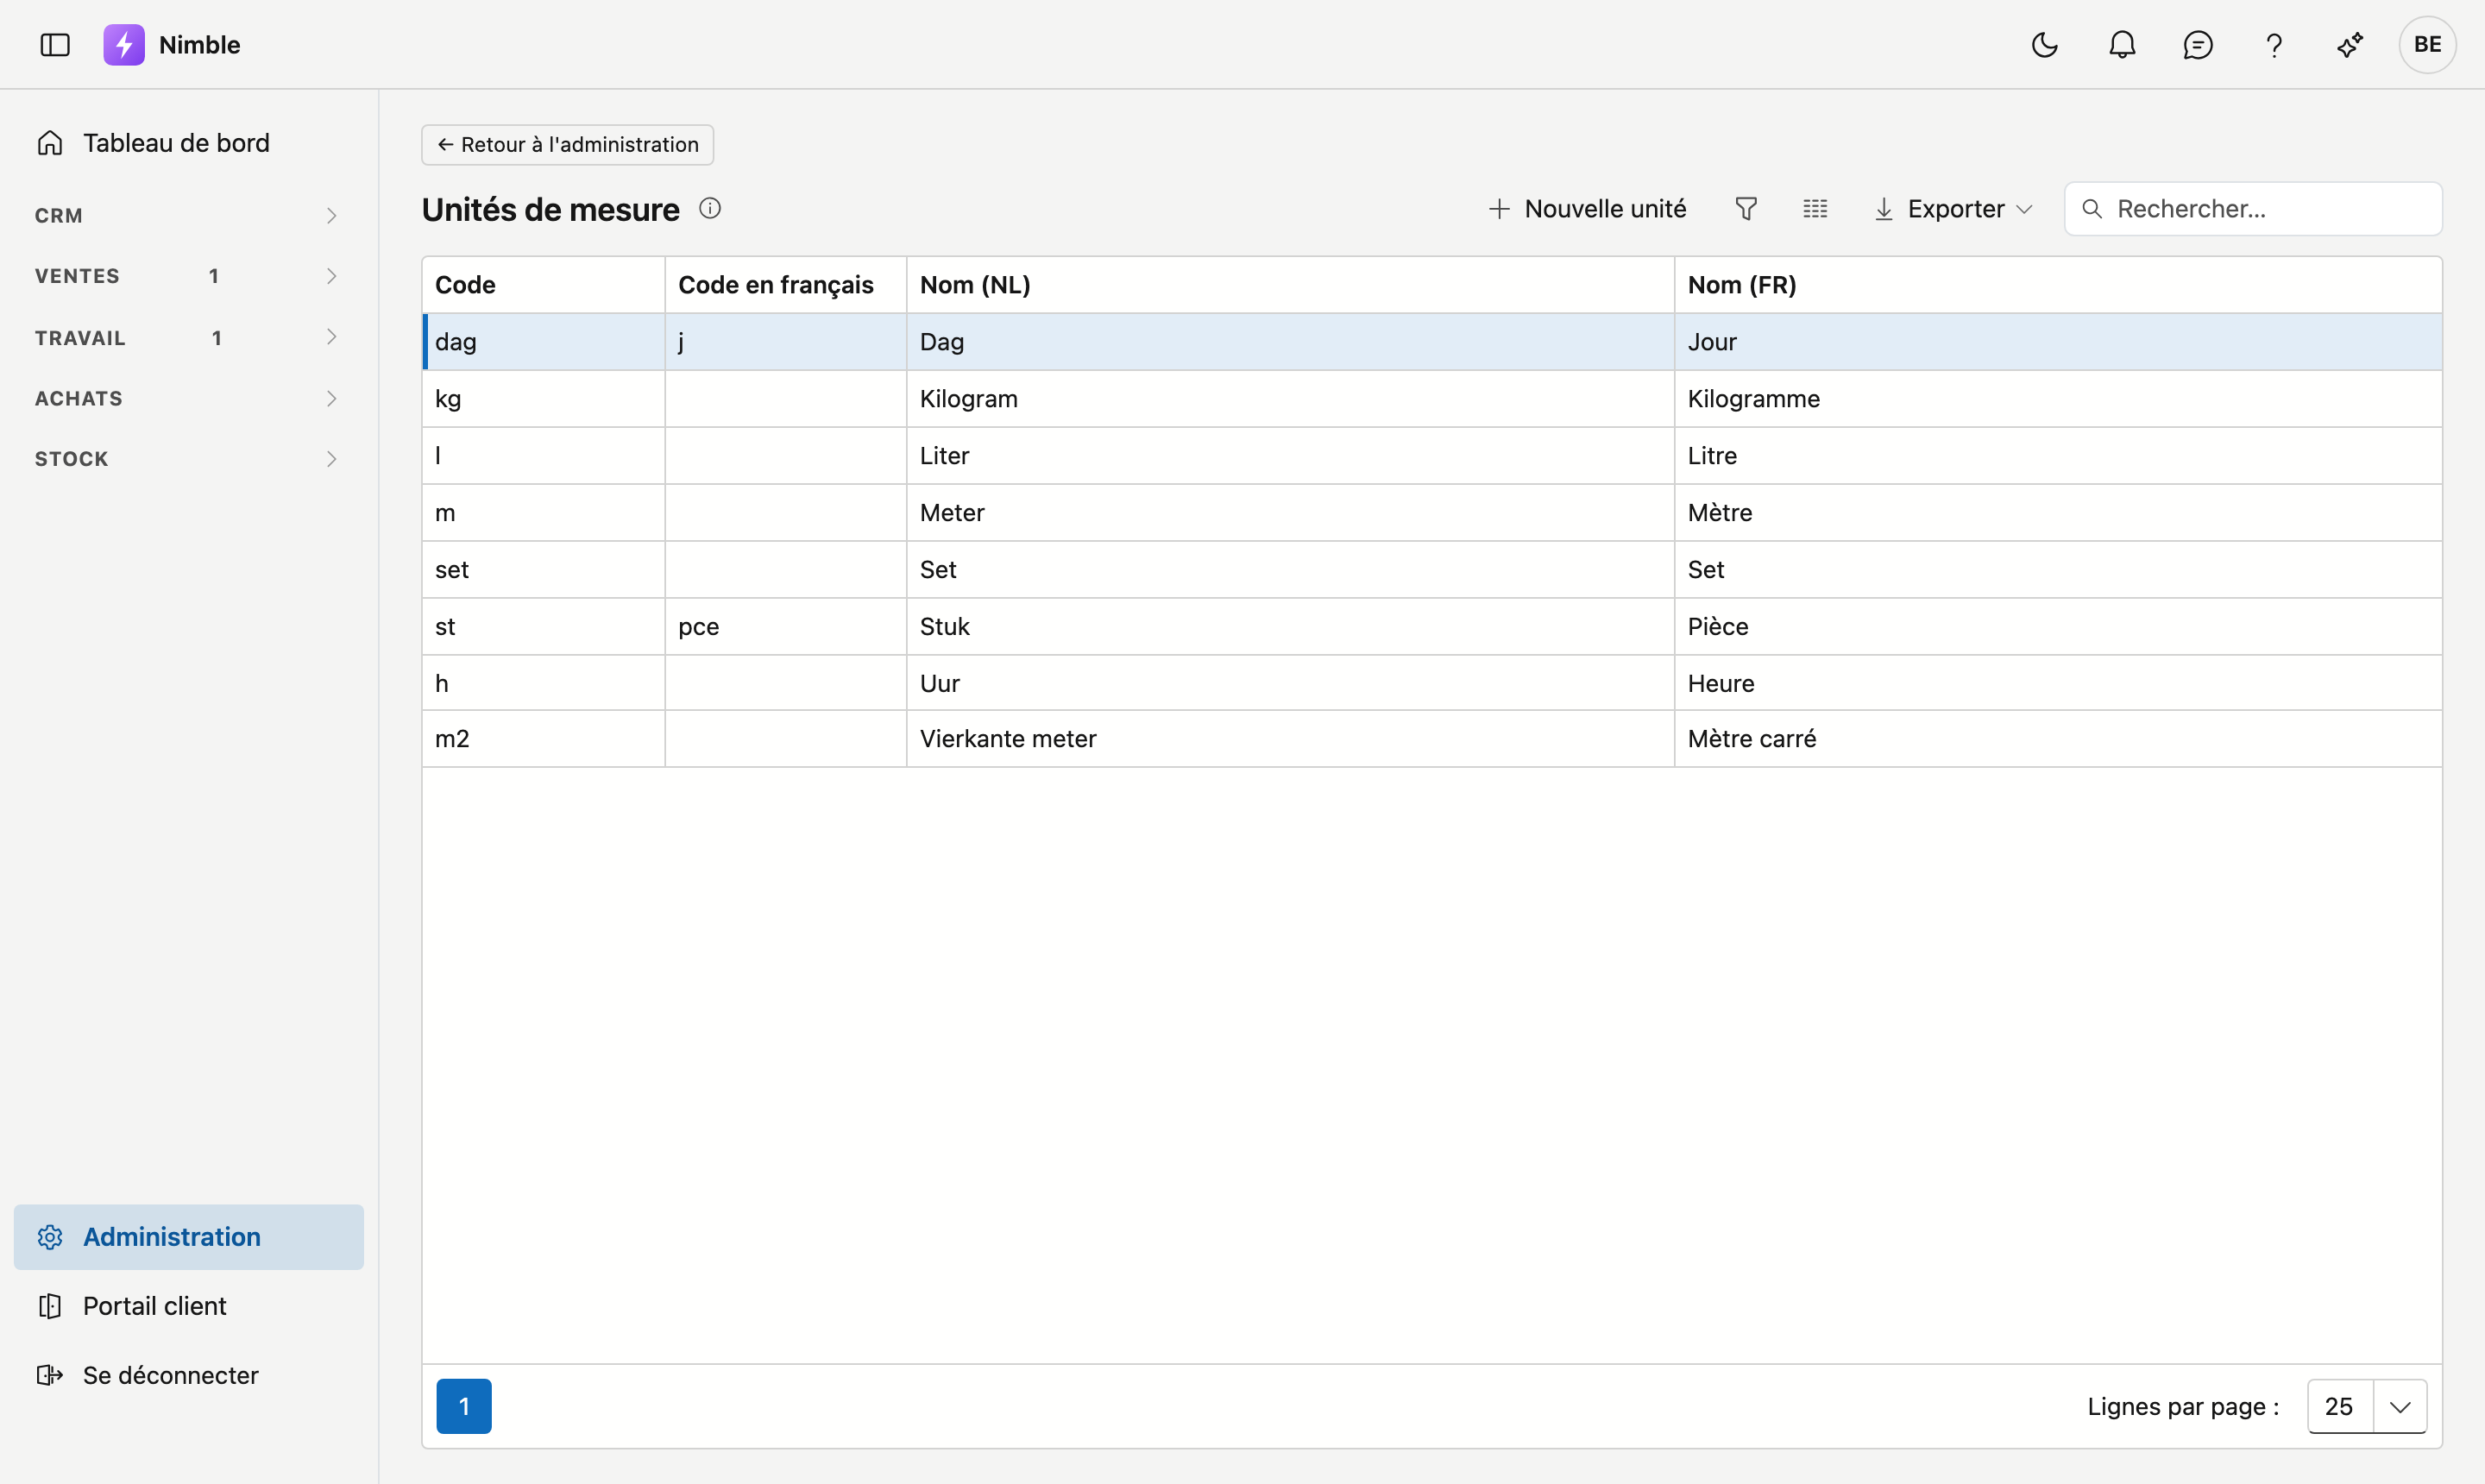 Nimble
BE
Tableau de bord
CRM
VENTES 1
TRAVAIL 1
ACHATS
STOCK
Administration
Portail client
Se déconnecter
← Retour à l'administration
Unités de mesure
Nouvelle unité
Exporter
Rechercher...
Code Code en français Nom (NL) Nom (FR)
dag j Dag Jour
kg Kilogram Kilogramme
l Liter Litre
m Meter Mètre
set Set Set
st pce Stuk Pièce
h Uur Heure
m2 Vierkante meter Mètre carré
1
Lignes par page : 25